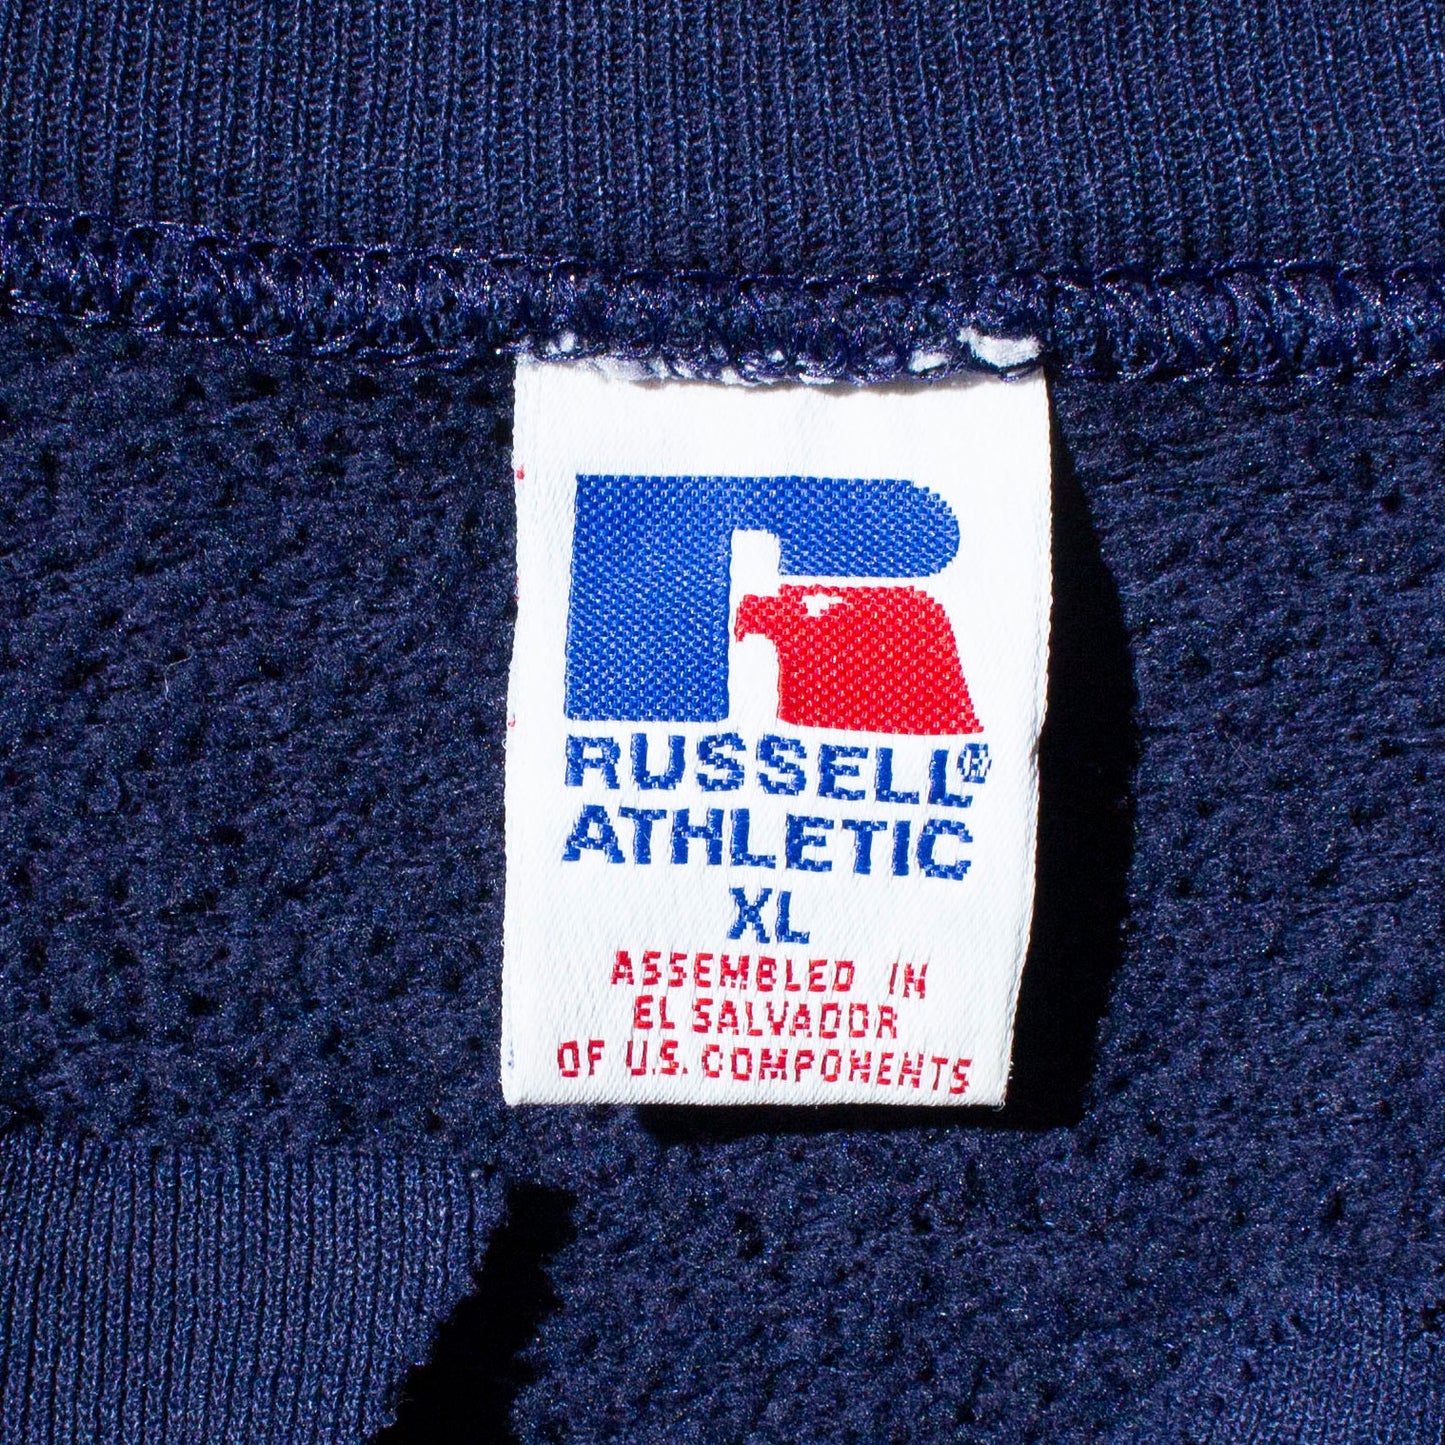 RUSSELL®
ATHLETIC
XL
ASSEMBLED IN
EL SALVADOR
OF U.S. COMPONENTS